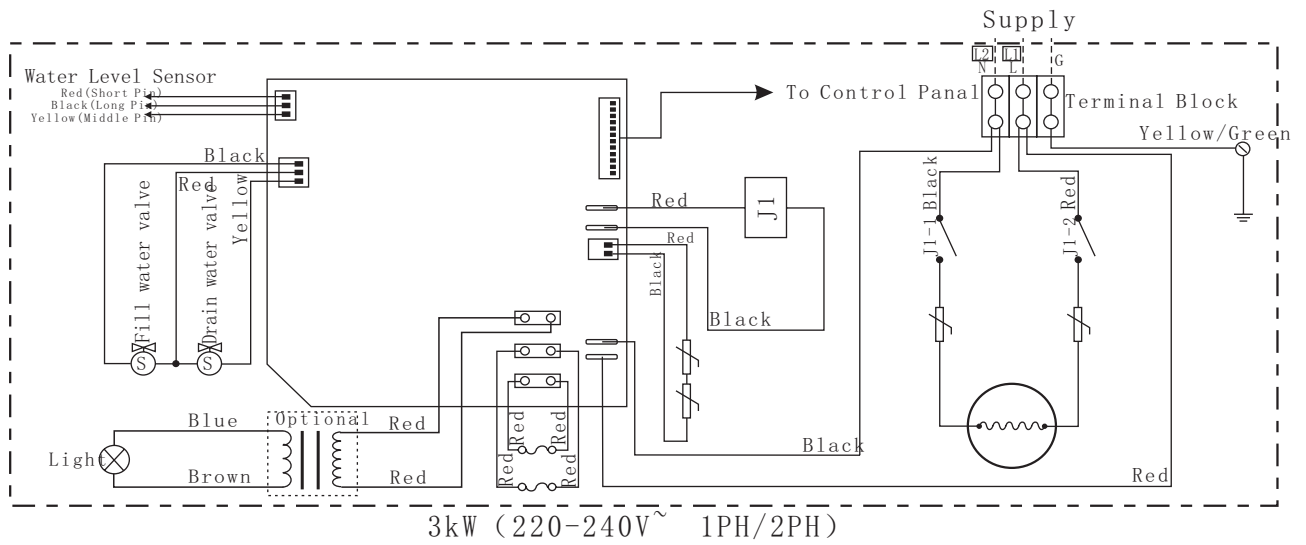 Supply
L2 L1
N L G
Water Level Sensor
Red(Short Pin)
Black(Long Pin)
Yellow(Middle Pin)
To Control Panal
Terminal Block
Yellow/Green
Black
Red
Yellow
Fill water valve
Drain water valve
S
S
Red
J1
Red
Black
Black
J1-1 Black
J1-2 Red
Optional
Blue
Red
Light
Brown
Red
Red
Red
Red
Red
Black
Red
3kW (220-240V~ 1PH/2PH)